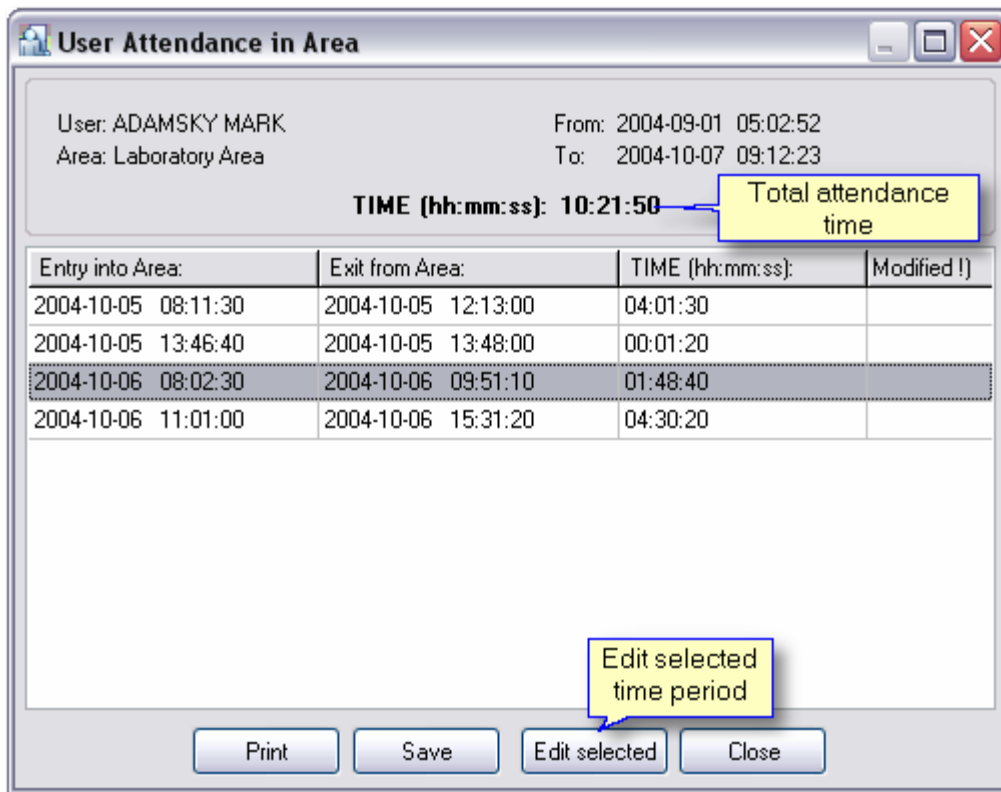 User Attendance in Area
User: ADAMSKY MARK From: 2004-09-01 05:02:52
Area: Laboratory Area To: 2004-10-07 09:12:23
TIME (hh:mm:ss): 10:21:50
Total attendance
time
Entry into Area: Exit from Area: TIME (hh:mm:ss): Modified !)
2004-10-05 08:11:30 2004-10-05 12:13:00 04:01:30
2004-10-05 13:46:40 2004-10-05 13:48:00 00:01:20
2004-10-06 08:02:30 2004-10-06 09:51:10 01:48:40
2004-10-06 11:01:00 2004-10-06 15:31:20 04:30:20
Edit selected
time period
Print Save Edit selected Close